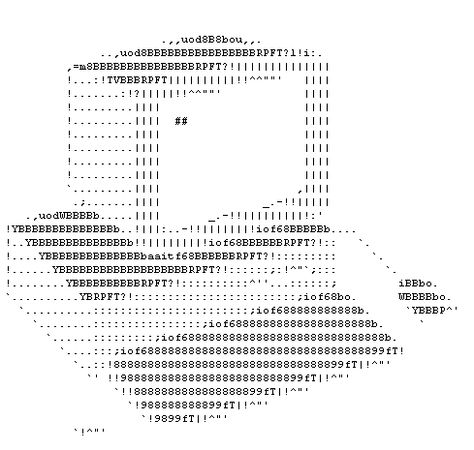 .,,uod8B8bou,,.
..,uod8BBBBBBBBBBBBBBBBRPFT?l!i:.
,=m8BBBBBBBBBBBBBBBRPFT?!||||||||||||||
!...:!TVBBBRPFT||||||||||!!^^""'   ||||
!.......:!?|||||!!^^""'            ||||
!.........||||                     ||||
!.........||||  ##                 ||||
!.........||||                     ||||
!.........||||                     ||||
!.........||||                     ||||
!.........||||                     ||||
`.........||||                    ,||||
.;.......||||               _.-!!|||||
.,uodWBBBBb.....||||       _.-!!|||||||||!:'
!YBBBBBBBBBBBBBBb..!|||:..-!!|||||||!iof68BBBBBb....
!..YBBBBBBBBBBBBBBb!!||||||||!iof68BBBBBBRPFT?!::   `.
!....YBBBBBBBBBBBBBBbaaitf68BBBBBBRPFT?!:::::::::     `.
!......YBBBBBBBBBBBBBBBBBBBRPFT?!::::::;:!^"`;:::       `.
!........YBBBBBBBBBBRPFT?!::::::::::^''...::::::;         iBBbo.
`..........YBRPFT?!::::::::::::::::::::::::;iof68bo.      WBBBBbo.
`..........:::::::::::::::::::::::;iof688888888888b.     `YBBBP^'
`........::::::::::::::::;iof688888888888888888888b.     `
`......:::::::::;iof688888888888888888888888888888b.
`....:::;iof688888888888888888888888888888888899fT!
`..::!8888888888888888888888888888888899fT|!^"'
`' !!988888888888888888888888899fT|!^"'
`!!8888888888888888899fT|!^"'
`!988888888899fT|!^"'
`!9899fT|!^"'
`!^"'